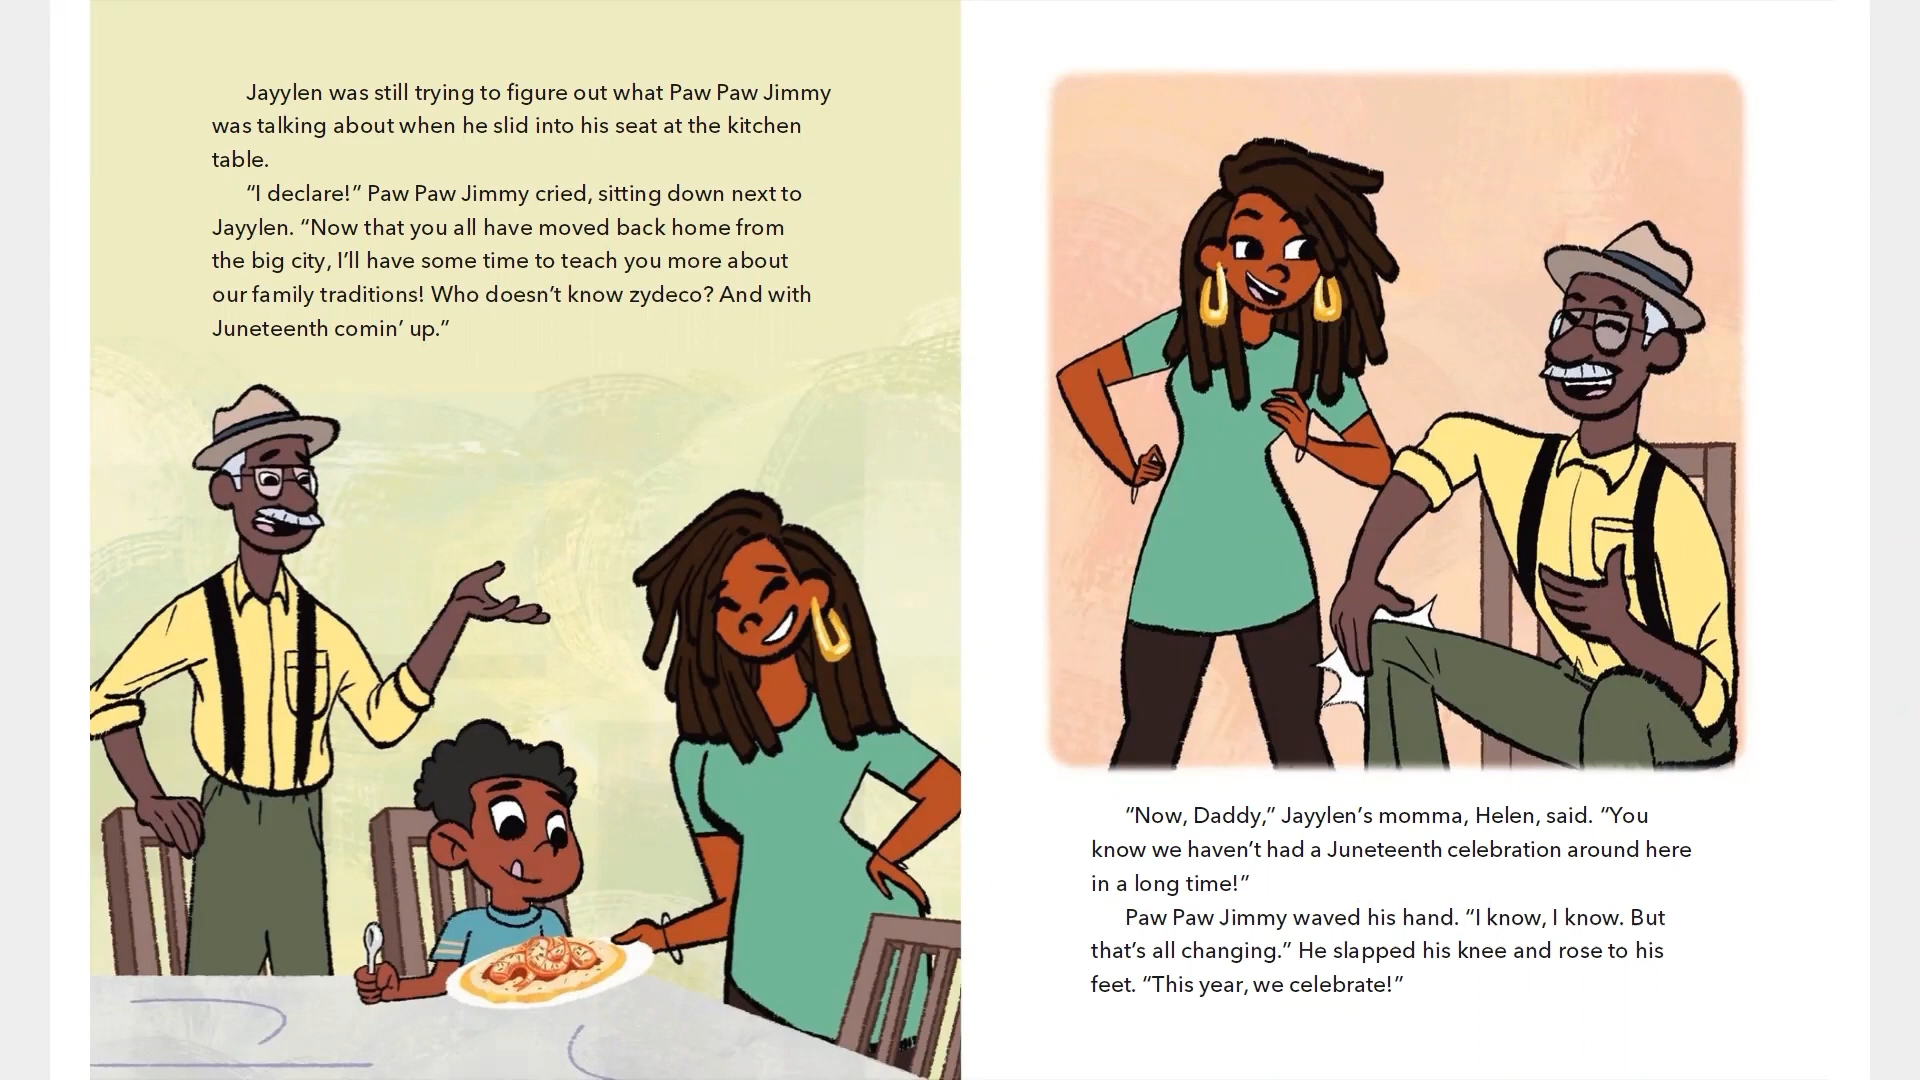 Jayylen was still trying to figure out what Paw Paw Jimmy
was talking about when he slid into his seat at the kitchen
table.
“I declare!” Paw Paw Jimmy cried, sitting down next to
Jayylen. “Now that you all have moved back home from
the big city, I’ll have some time to teach you more about
our family traditions! Who doesn’t know zydeco? And with
Juneteenth comin’ up.”
“Now, Daddy,” Jayylen’s momma, Helen, said. “You
know we haven’t had a Juneteenth celebration around here
in a long time!”
Paw Paw Jimmy waved his hand. “I know, I know. But
that’s all changing.” He slapped his knee and rose to his
feet. “This year, we celebrate!”